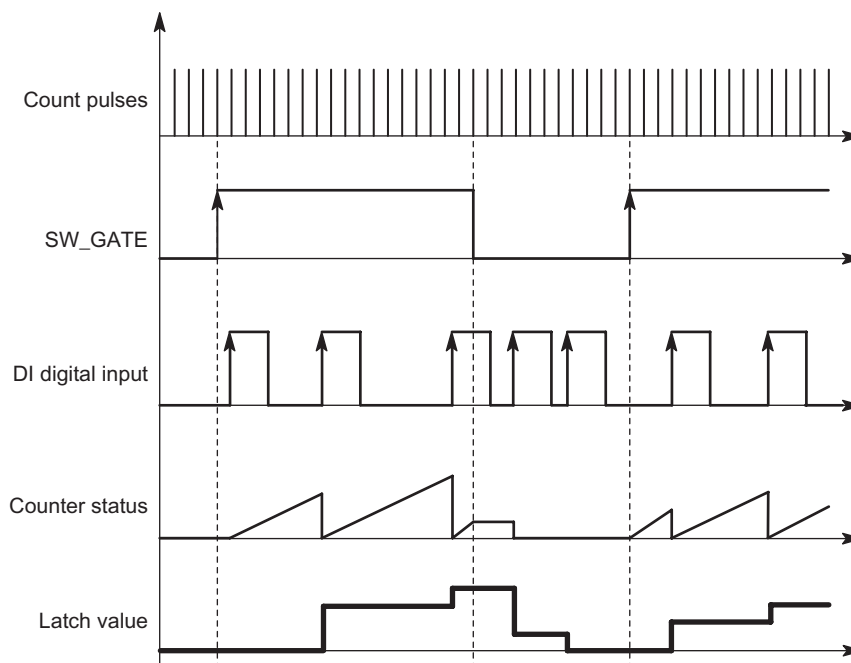 Count pulses
SW_GATE
DI digital input
Counter status
Latch value